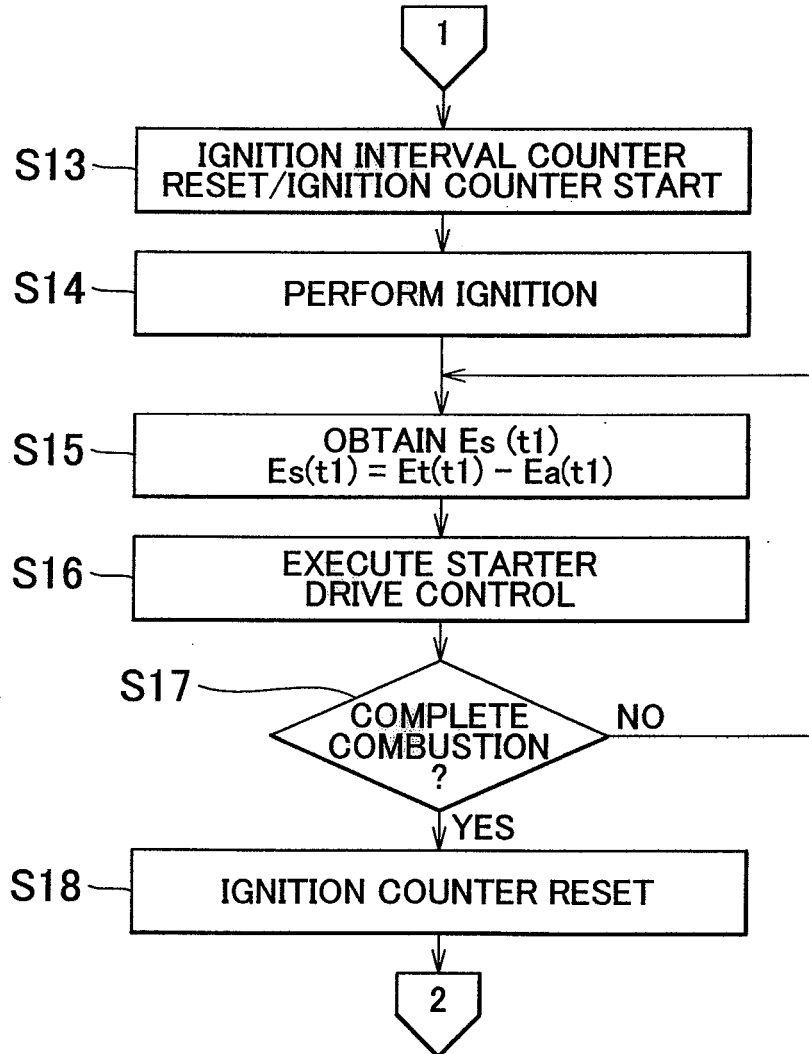 1
S13
IGNITION INTERVAL COUNTER
RESET/IGNITION COUNTER START
S14
PERFORM IGNITION
S15
OBTAIN Es (t1)
Es(t1) = Et(t1) - Ea(t1)
S16
EXECUTE STARTER
DRIVE CONTROL
S17
COMPLETE
COMBUSTION
?
NO
YES
S18
IGNITION COUNTER RESET
2